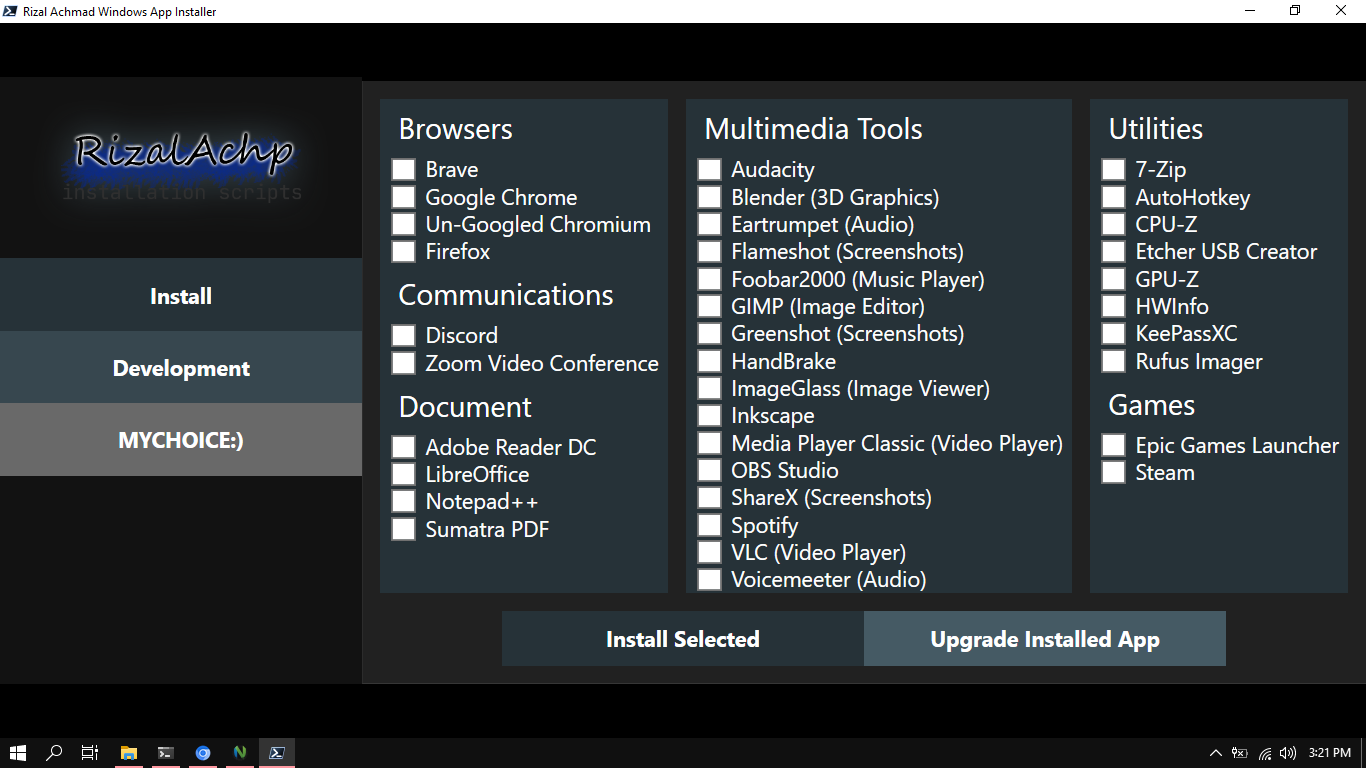 Rizal Achmad Windows App Installer
RizalAchp
installation scripts
Install
Development
MYCHOICE:)
Browsers
Brave
Google Chrome
Un-Googled Chromium
Firefox
Communications
Discord
Zoom Video Conference
Document
Adobe Reader DC
LibreOffice
Notepad++
Sumatra PDF
Multimedia Tools
Audacity
Blender (3D Graphics)
Eartrumpet (Audio)
Flameshot (Screenshots)
Foobar2000 (Music Player)
GIMP (Image Editor)
Greenshot (Screenshots)
HandBrake
ImageGlass (Image Viewer)
Inkscape
Media Player Classic (Video Player)
OBS Studio
ShareX (Screenshots)
Spotify
VLC (Video Player)
Voicemeeter (Audio)
Utilities
7-Zip
AutoHotkey
CPU-Z
Etcher USB Creator
GPU-Z
HWInfo
KeePassXC
Rufus Imager
Games
Epic Games Launcher
Steam
Install Selected
Upgrade Installed App
3:21 PM